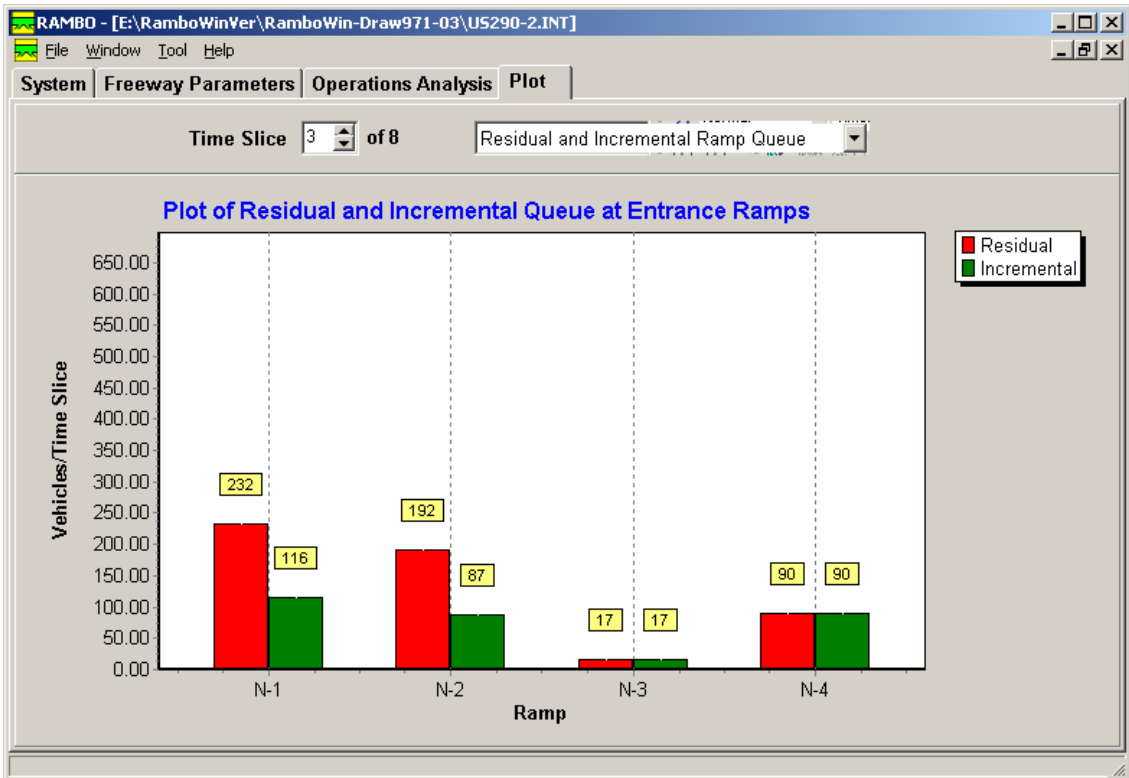 RAMBO - [E:\RamboWinVer\RamboWin-Draw971-03\US290-2.INT]
File Window Tool Help
System Freeway Parameters Operations Analysis Plot
Time Slice 3 of 8 Residual and Incremental Ramp Queue
Plot of Residual and Incremental Queue at Entrance Ramps
Residual
Incremental
Vehicles/Time Slice
650.00
600.00
550.00
500.00
450.00
400.00
350.00
300.00
250.00
200.00
150.00
100.00
50.00
0.00
232 116 192 87 17 17 90 90
N-1 N-2 N-3 N-4
Ramp